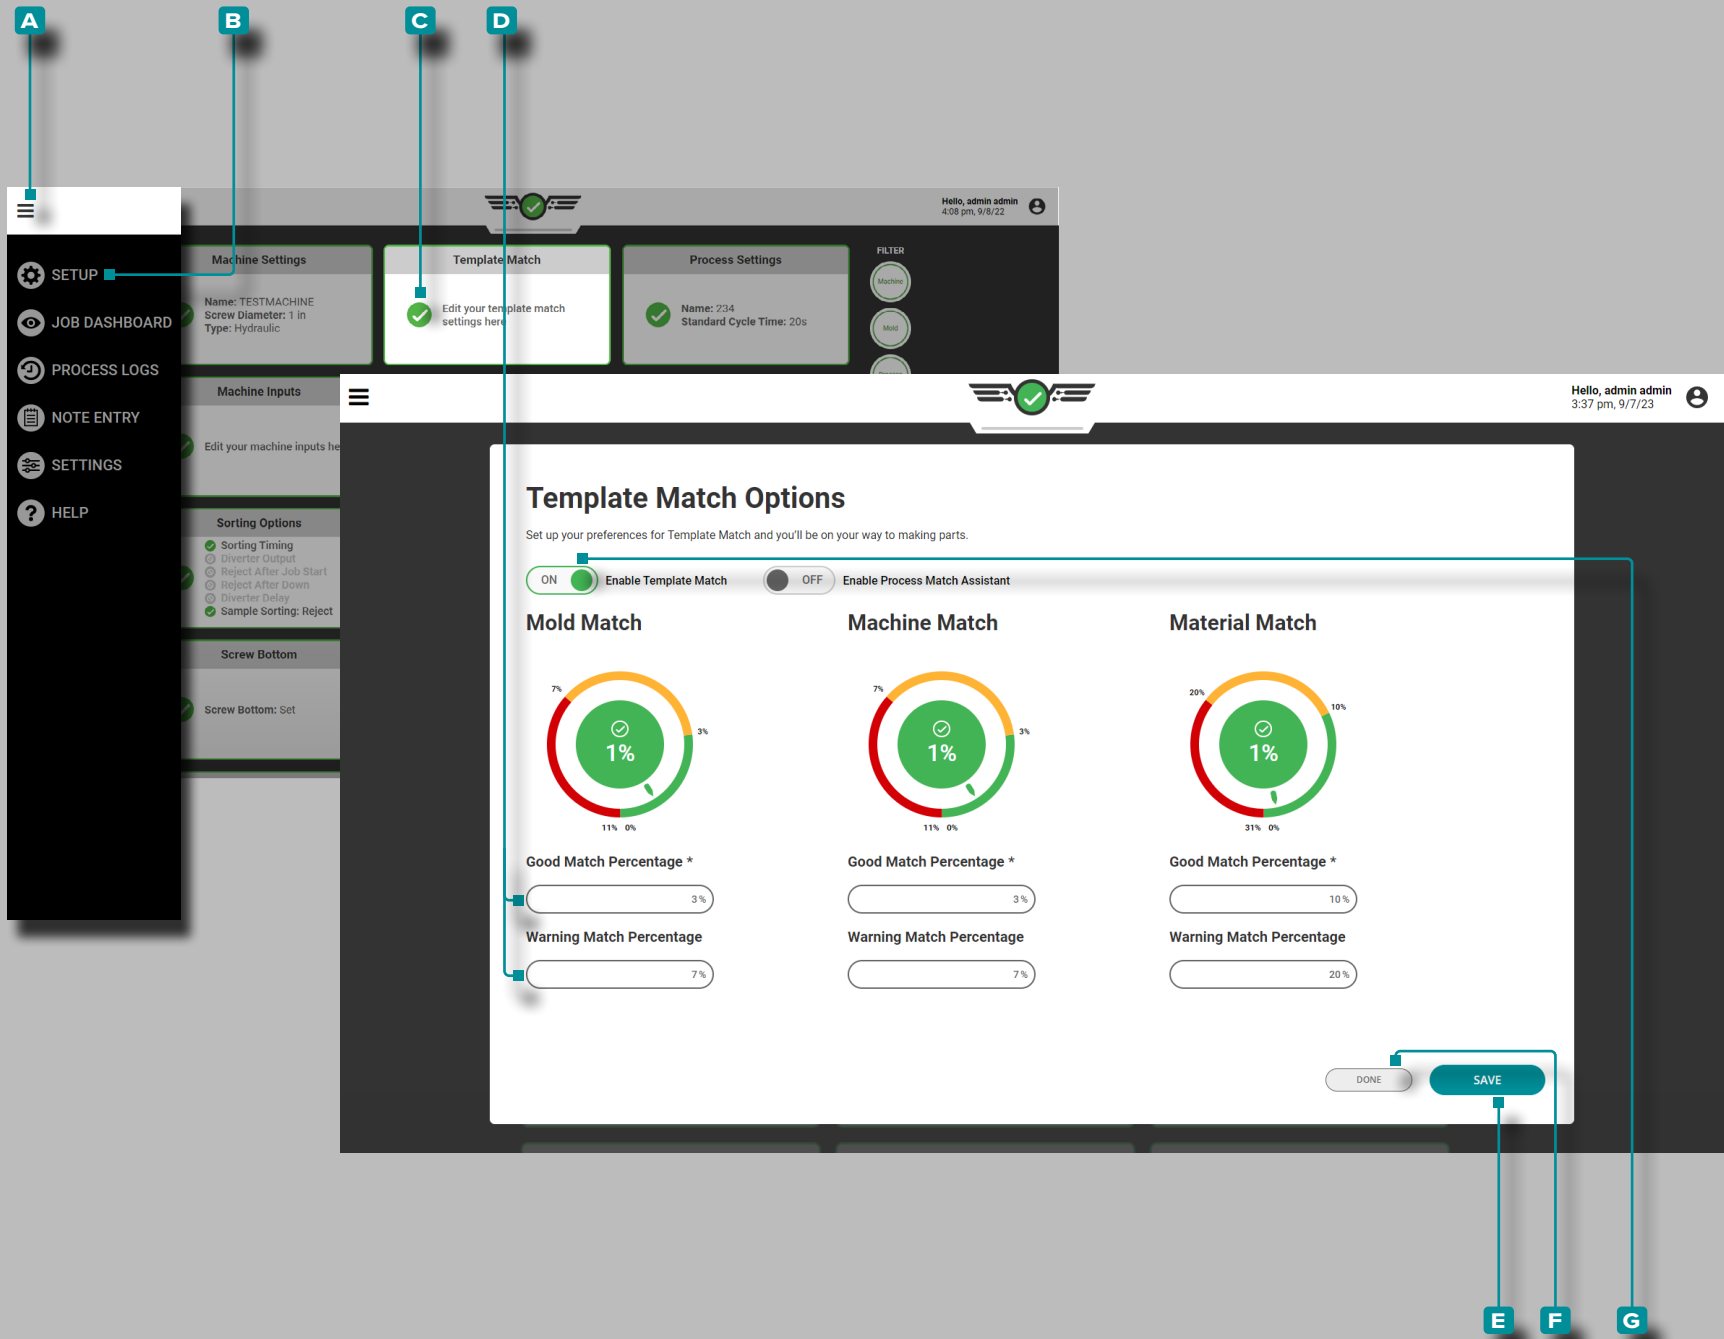 A
B
C
D
Hello, admin admin
4:08 pm, 9/8/22
SETUP
JOB DASHBOARD
PROCESS LOGS
NOTE ENTRY
SETTINGS
HELP
Machine Settings
Name: TESTMACHINE
Screw Diameter: 1 in
Type: Hydraulic
Template Match
Edit your template match
settings here
Process Settings
Name: 234
Standard Cycle Time: 20s
FILTER
Machine
Mold
Machine Inputs
Edit your machine inputs he
Sorting Options
Sorting Timing
Diverter Output
Reject After Job Start
Reject After Down
Diverter Delay
Sample Sorting: Reject
Screw Bottom
Screw Bottom: Set
Hello, admin admin
3:37 pm, 9/7/23
Template Match Options
Set up your preferences for Template Match and you'll be on your way to making parts.
ON Enable Template Match
OFF Enable Process Match Assistant
Mold Match
7%
3%
1%
11% 0%
Good Match Percentage *
3%
Warning Match Percentage
7%
Machine Match
7%
3%
1%
11% 0%
Good Match Percentage *
3%
Warning Match Percentage
7%
Material Match
20%
10%
1%
31% 0%
Good Match Percentage *
10%
Warning Match Percentage
20%
DONE
SAVE
E
F
G